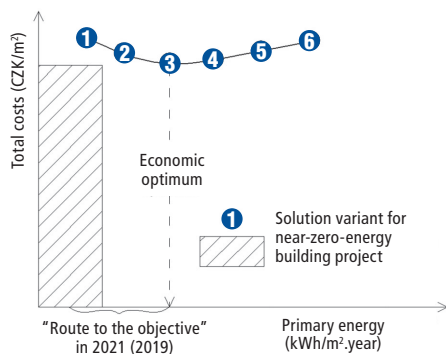 Total costs (CZK/m²)
1
2
3
4
5
6
Economic
optimum
1
Solution variant for
near-zero-energy
building project
"Route to the objective"
in 2021 (2019)
Primary energy
(kWh/m².year)